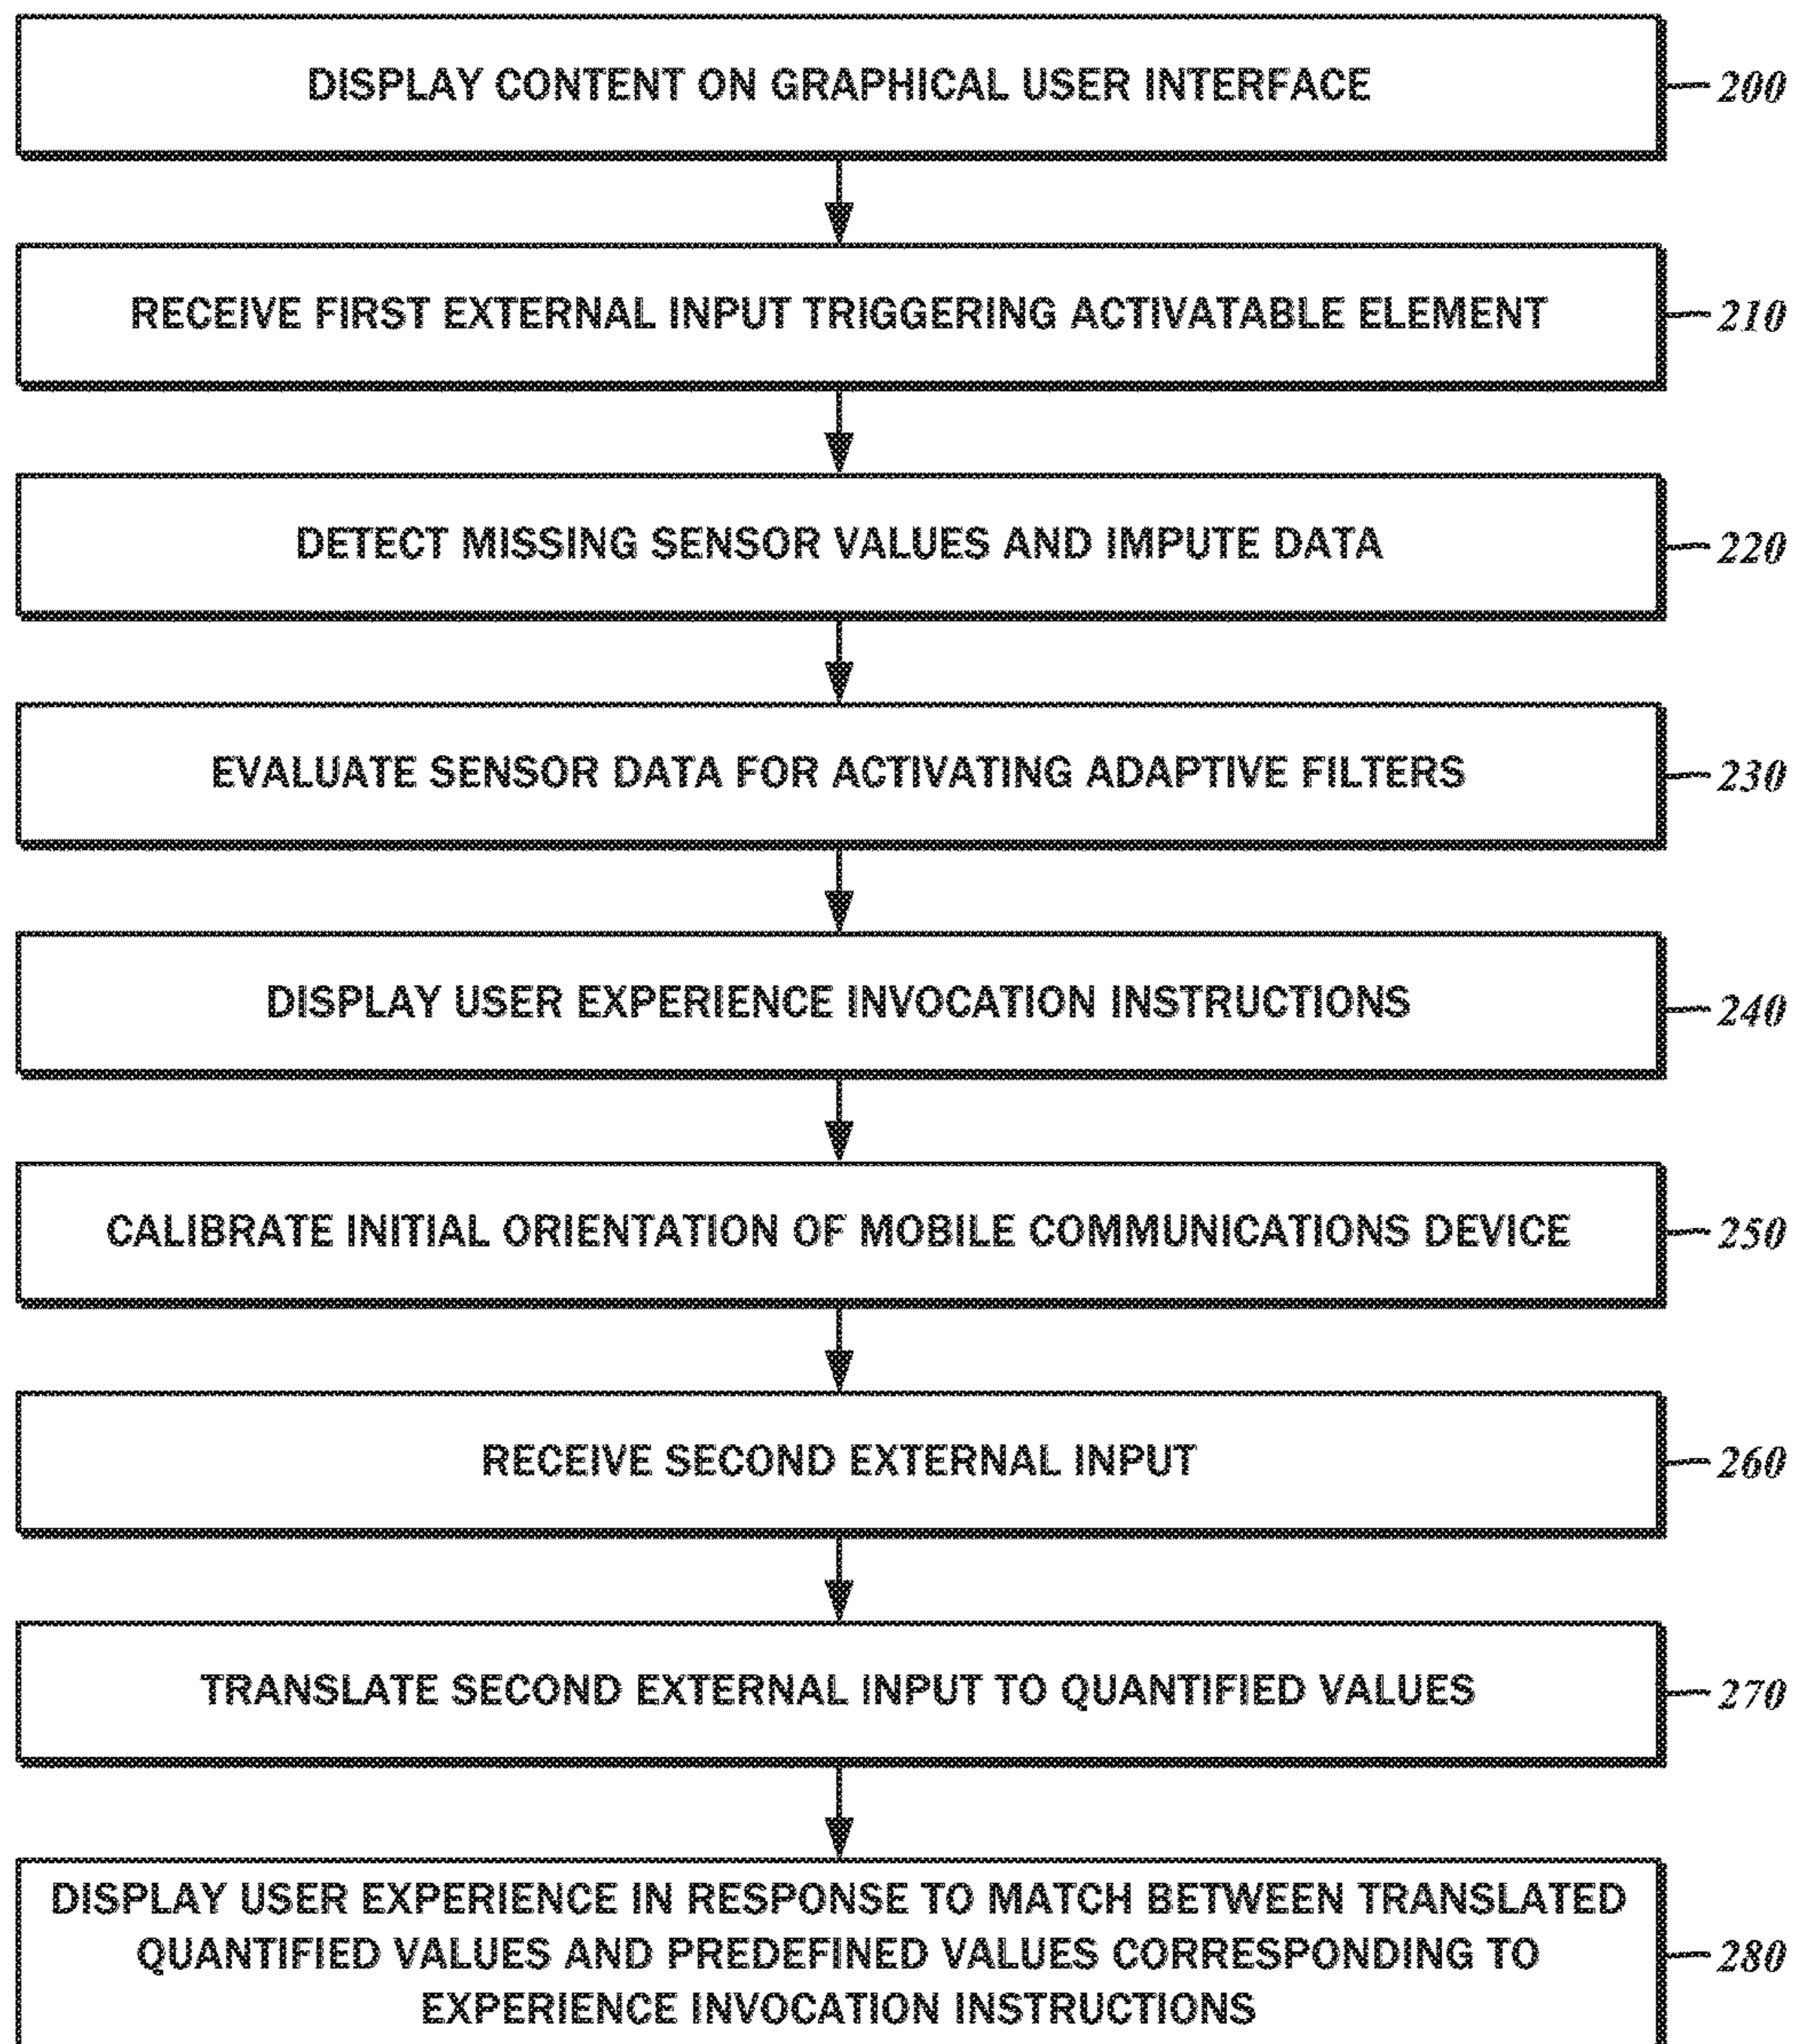 DISPLAY CONTENT ON GRAPHICAL USER INTERFACE
200
RECEIVE FIRST EXTERNAL INPUT TRIGGERING ACTIVATABLE ELEMENT
210
DETECT MISSING SENSOR VALUES AND IMPUTE DATA
220
EVALUATE SENSOR DATA FOR ACTIVATING ADAPTIVE FILTERS
230
DISPLAY USER EXPERIENCE INVOCATION INSTRUCTIONS
240
CALIBRATE INITIAL ORIENTATION OF MOBILE COMMUNICATIONS DEVICE
250
RECEIVE SECOND EXTERNAL INPUT
260
TRANSLATE SECOND EXTERNAL INPUT TO QUANTIFIED VALUES
270
DISPLAY USER EXPERIENCE IN RESPONSE TO MATCH BETWEEN TRANSLATED
QUANTIFIED VALUES AND PREDEFINED VALUES CORRESPONDING TO
EXPERIENCE INVOCATION INSTRUCTIONS
280